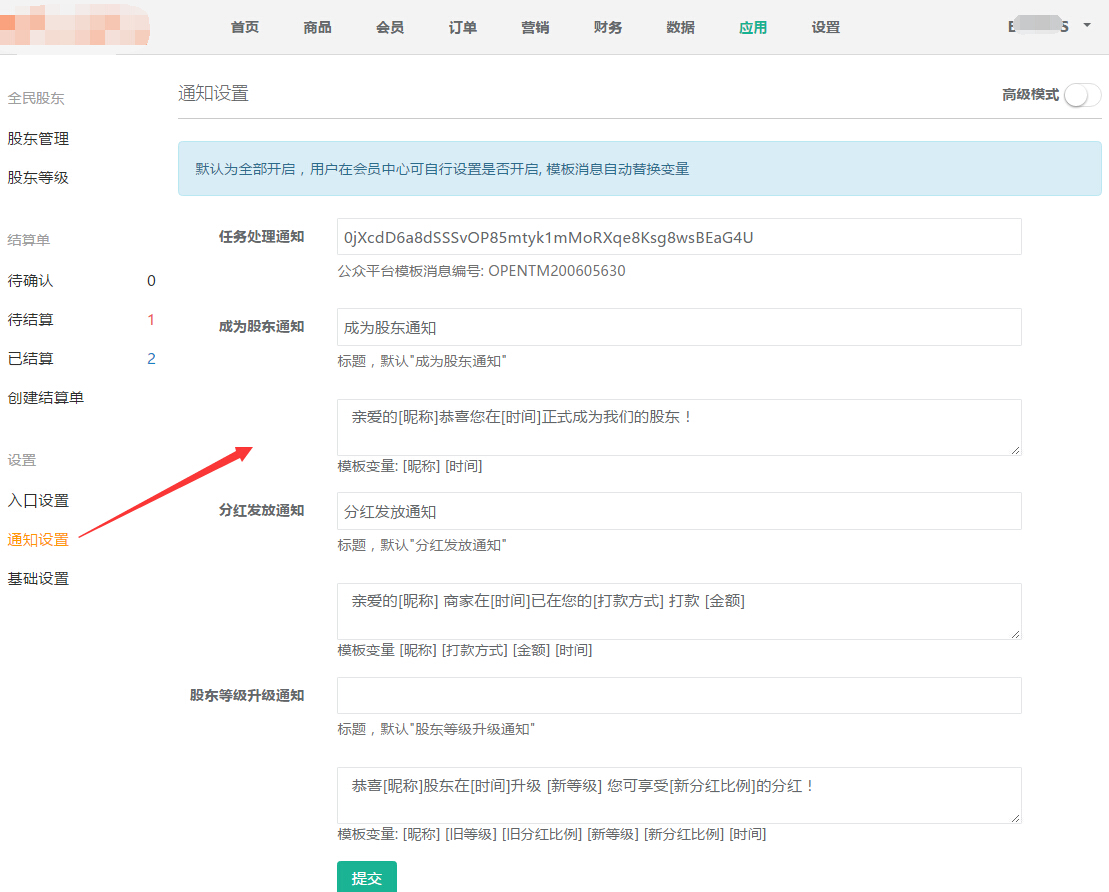 首页 商品 会员 订单 营销 财务 数据 应用 设置
全民股东
股东管理
股东等级
结算单
待确认 0
待结算 1
已结算 2
创建结算单
设置
入口设置
通知设置
基础设置
通知设置 高级模式
默认为全部开启，用户在会员中心可自行设置是否开启, 模板消息自动替换变量
任务处理通知 0jXcdD6a8dSSSvOP85mtyk1mMoRXqe8Ksg8wsBEaG4U
公众平台模板消息编号: OPENTM200605630
成为股东通知 成为股东通知
标题，默认"成为股东通知"
亲爱的[昵称]恭喜您在[时间]正式成为我们的股东！
模板变量: [昵称] [时间]
分红发放通知 分红发放通知
标题，默认"分红发放通知"
亲爱的[昵称] 商家在[时间]已在您的[打款方式] 打款 [金额]
模板变量 [昵称] [打款方式] [金额] [时间]
股东等级升级通知
标题，默认"股东等级升级通知"
恭喜[昵称]股东在[时间]升级 [新等级] 您可享受[新分红比例]的分红！
模板变量: [昵称] [旧等级] [旧分红比例] [新等级] [新分红比例] [时间]
提交